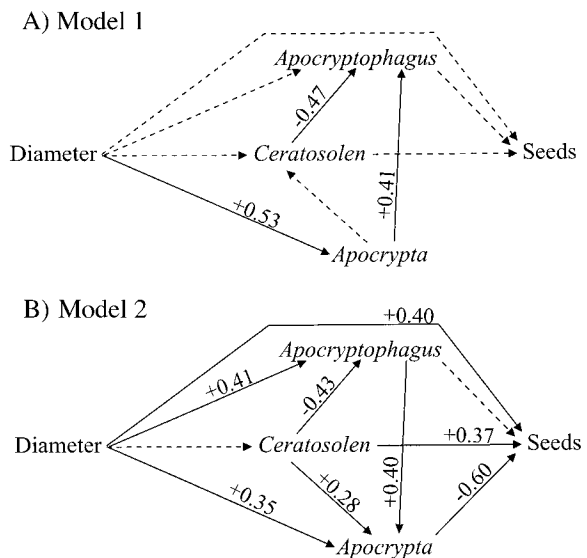 A) Model 1
Apocryptophagus
-0.47
Diameter
Ceratosolen
Seeds
+0.41
+0.53
Apocrypta
B) Model 2
+0.40
Apocryptophagus
+0.41
-0.43
Diameter
Ceratosolen
+0.37
Seeds
+0.40
+0.28
-0.60
+0.35
Apocrypta